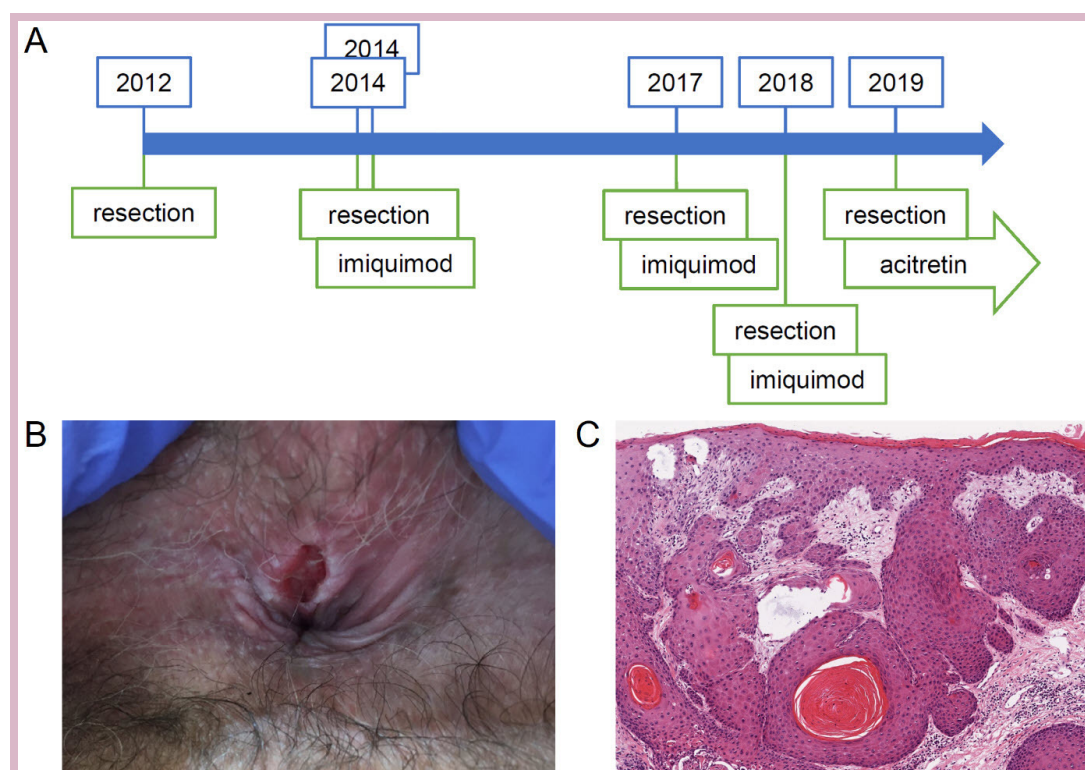 A
2014
2012
2014
2017
2018
2019
resection
resection
resection
resection
imiquimod
imiquimod
acitretin
resection
imiquimod
B
C